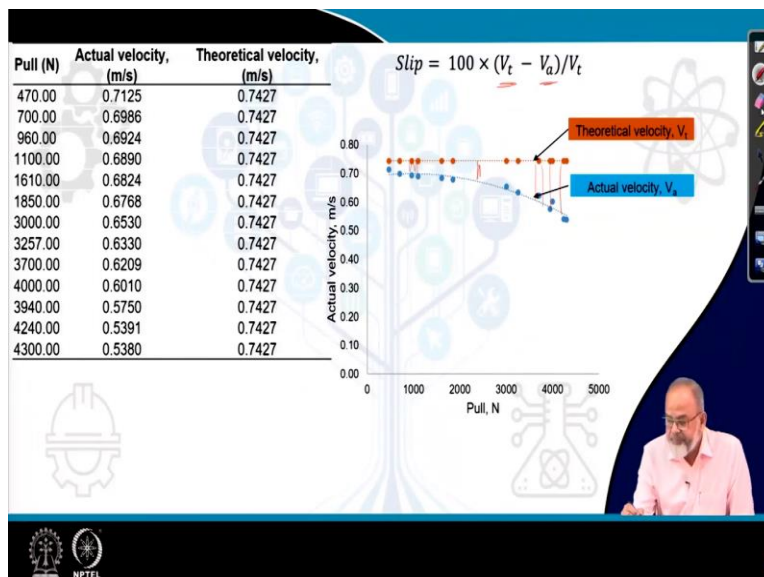 Pull (N) Actual velocity, (m/s) Theoretical velocity, (m/s)
470.00 0.7125 0.7427
700.00 0.6986 0.7427
960.00 0.6924 0.7427
1100.00 0.6890 0.7427
1610.00 0.6824 0.7427
1850.00 0.6768 0.7427
3000.00 0.6530 0.7427
3257.00 0.6330 0.7427
3700.00 0.6209 0.7427
4000.00 0.6010 0.7427
3940.00 0.5750 0.7427
4240.00 0.5391 0.7427
4300.00 0.5380 0.7427
Slip = 100 × (Vt − Va)/Vt
Theoretical velocity, Vt
Actual velocity, Va
Actual velocity, m/s
0.80
0.70
0.60
0.50
0.40
0.30
0.20
0.10
0.00
0 1000 2000 3000 4000 5000
Pull, N
NPTEL